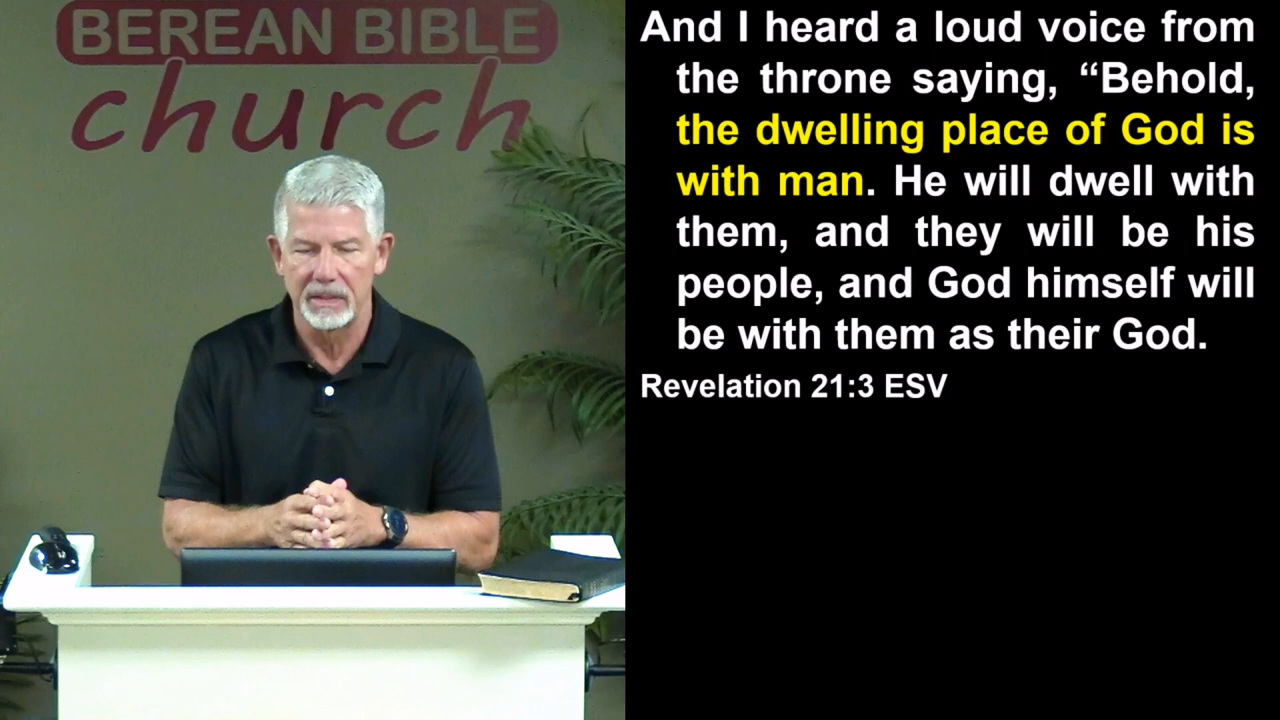 BEREAN BIBLE
church
And I heard a loud voice from
the throne saying, “Behold,
the dwelling place of God is
with man. He will dwell with
them, and they will be his
people, and God himself will
be with them as their God.
Revelation 21:3 ESV